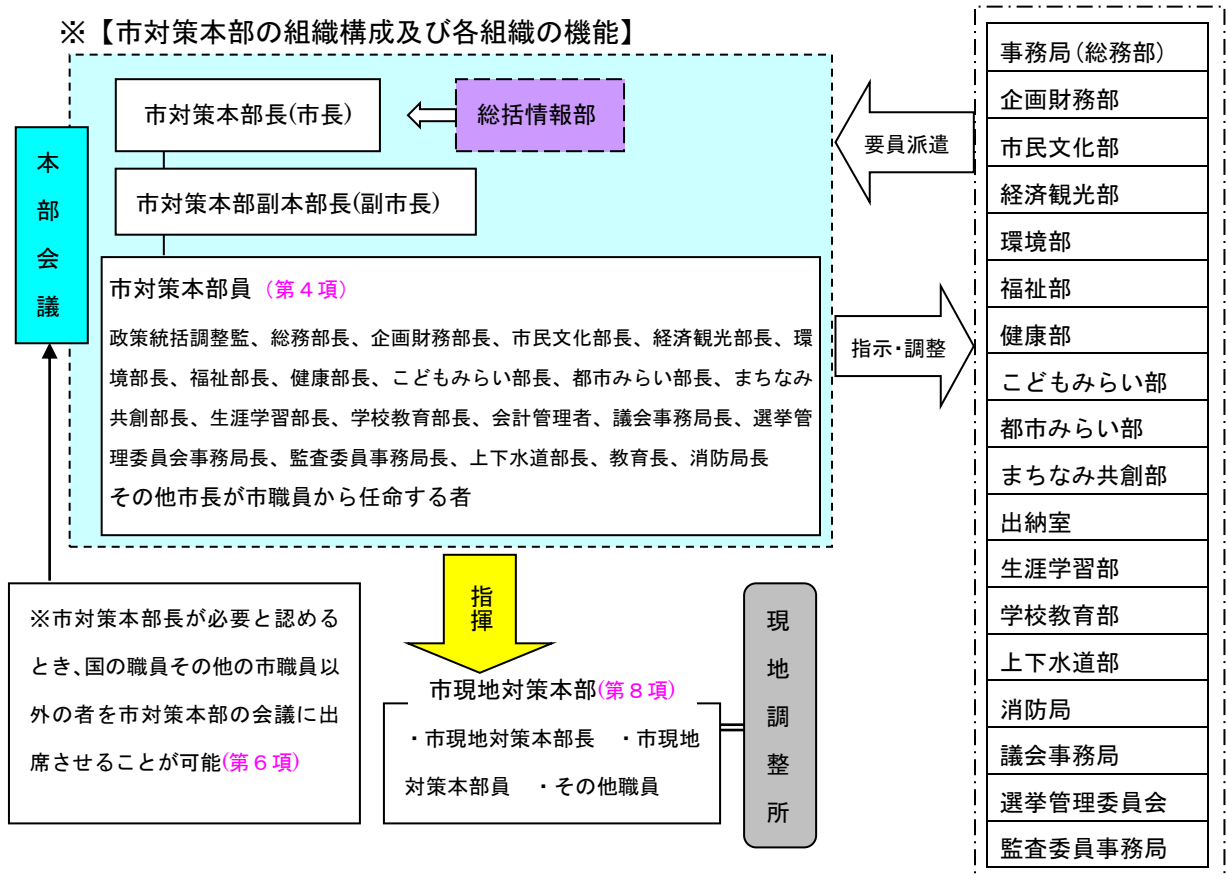 ※【市対策本部の組織構成及び各組織の機能】
市対策本部長(市長)
総括情報部
市対策本部副本部長(副市長)
本部会議
市対策本部員（第４項）
政策統括調整監、総務部長、企画財務部長、市民文化部長、経済観光部長、環
境部長、福祉部長、健康部長、こどもみらい部長、都市みらい部長、まちなみ
共創部長、生涯学習部長、学校教育部長、会計管理者、議会事務局長、選挙管
理委員会事務局長、監査委員事務局長、上下水道部長、教育長、消防局長
その他市長が市職員から任命する者
要員派遣
指示・調整
事務局(総務部)
企画財務部
市民文化部
経済観光部
環境部
福祉部
健康部
こどもみらい部
都市みらい部
まちなみ共創部
出納室
生涯学習部
学校教育部
上下水道部
消防局
議会事務局
選挙管理委員会
監査委員事務局
※市対策本部長が必要と認める
とき、国の職員その他の市職員以
外の者を市対策本部の会議に出
席させることが可能(第６項)
指揮
市現地対策本部(第８項)
・市現地対策本部長　・市現地
対策本部員　・その他職員
現地調整所